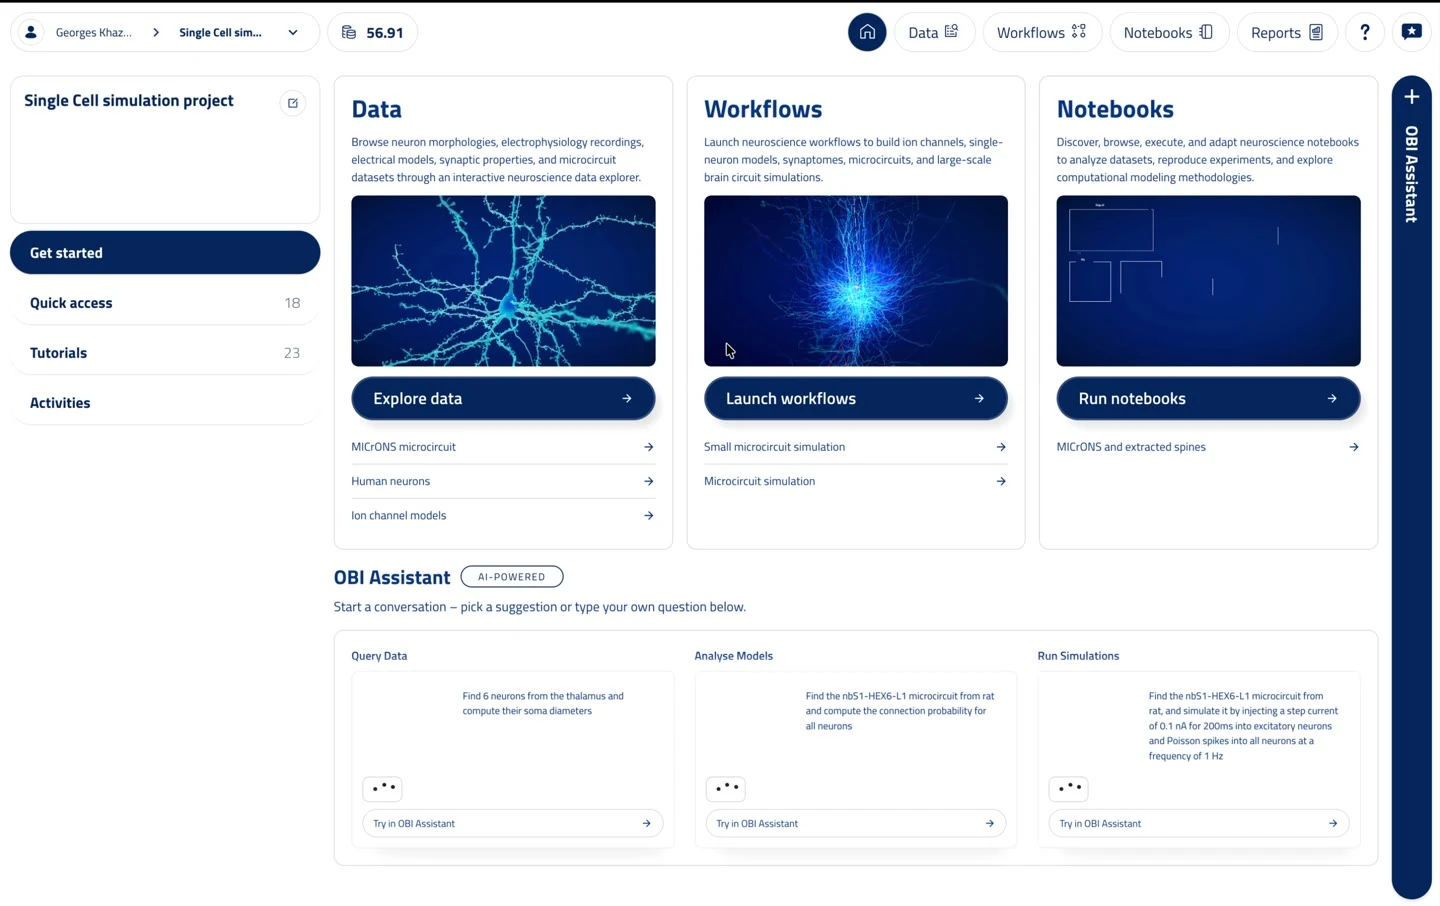 Georges Khaz...
Single Cell sim...
56.91
Data
Workflows
Notebooks
Reports
?
Single Cell simulation project
Get started
Quick access 18
Tutorials 23
Activities
Data
Browse neuron morphologies, electrophysiology recordings,
electrical models, synaptic properties, and microcircuit
datasets through an interactive neuroscience data explorer.
Explore data
MICrONS microcircuit
Human neurons
Ion channel models
Workflows
Launch neuroscience workflows to build ion channels, single-
neuron models, synaptomes, microcircuits, and large-scale
brain circuit simulations.
Launch workflows
Small microcircuit simulation
Microcircuit simulation
Notebooks
Discover, browse, execute, and adapt neuroscience notebooks
to analyze datasets, reproduce experiments, and explore
computational modeling methodologies.
Run notebooks
MICrONS and extracted spines
OBI Assistant
OBI Assistant AI-POWERED
Start a conversation – pick a suggestion or type your own question below.
Query Data
Find 6 neurons from the thalamus and
compute their soma diameters
Try in OBI Assistant
Analyse Models
Find the nbS1-HEX6-L1 microcircuit from rat
and compute the connection probability for
all neurons
Try in OBI Assistant
Run Simulations
Find the nbS1-HEX6-L1 microcircuit from
rat, and simulate it by injecting a step current
of 0.1 nA for 200ms into excitatory neurons
and Poisson spikes into all neurons at a
frequency of 1 Hz
Try in OBI Assistant